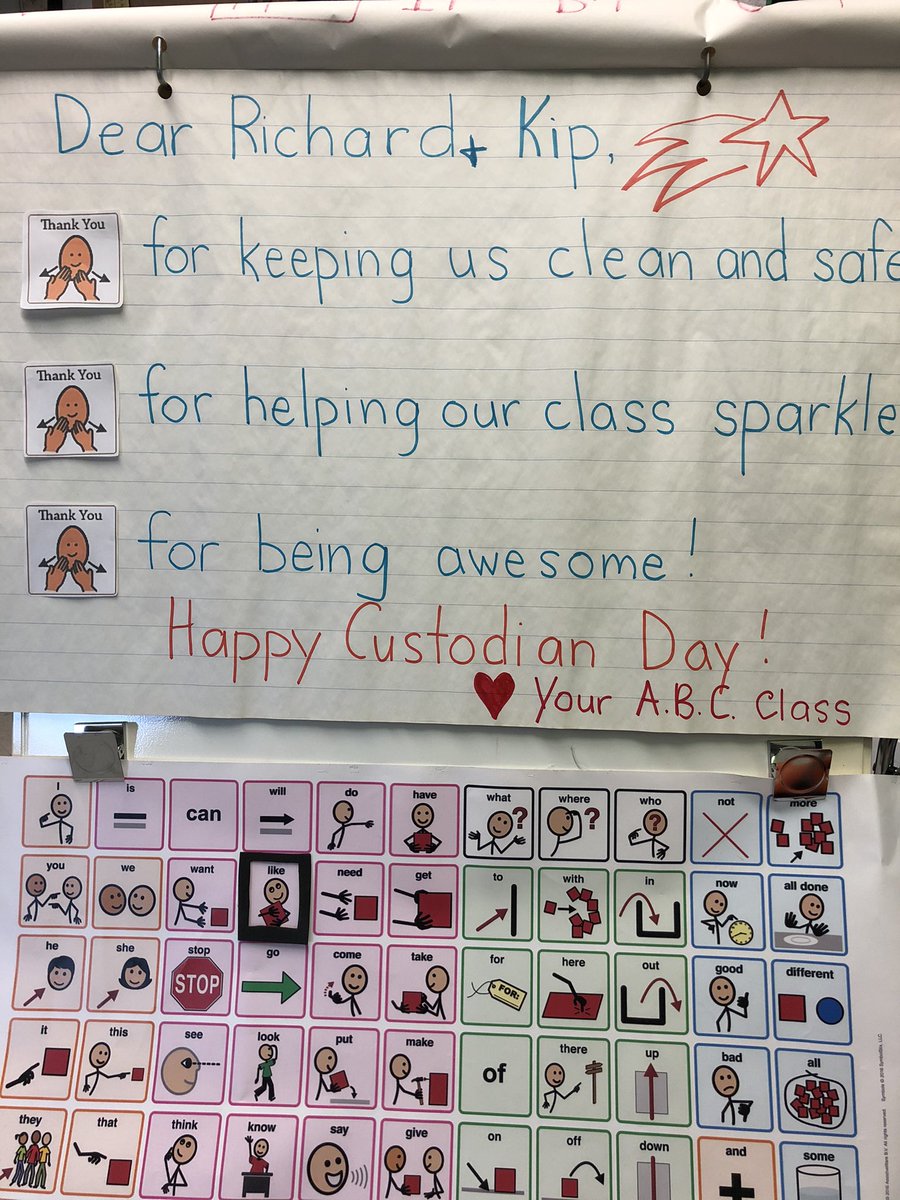 Dear Richard + Kip,
Thank You for keeping us clean and safe
Thank You for helping our class sparkle
Thank You for being awesome!
Happy Custodian Day!
♥ Your A.B.C. Class
I is can will do have what where who not more
you we want like need get to with in now all done
he she stop go come take for here out good different
STOP FOR:
it this see look put make of there up bad all
they that think know say give on off down and some